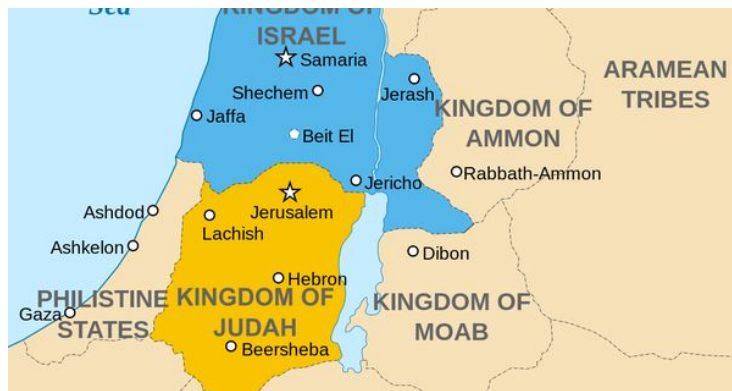 Sea
KINGDOM OF
ISRAEL
Samaria
Shechem
Jerash
ARAMEAN
TRIBES
Jaffa
KINGDOM OF
AMMON
Beit El
Rabbath-Ammon
Jericho
Ashdod
Jerusalem
Lachish
Ashkelon
Dibon
Hebron
PHILISTINE
STATES
KINGDOM OF
JUDAH
KINGDOM OF
MOAB
Gaza
Beersheba